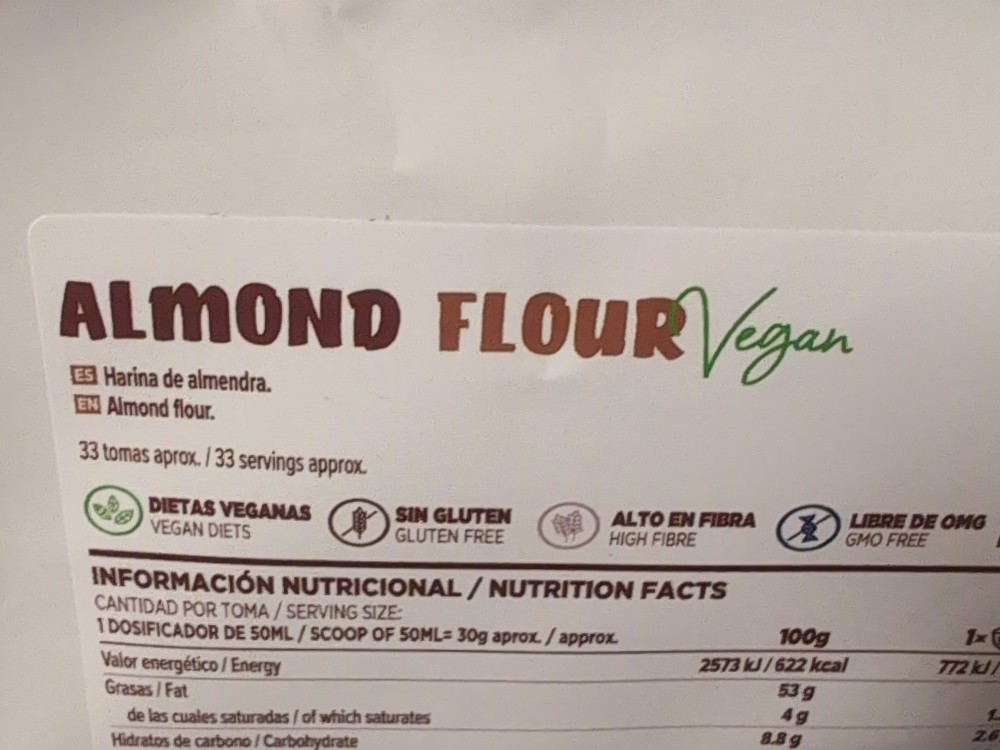 ALMOND FLOUR Vegan
ES Harina de almendra.
EN Almond flour.
33 tomas aprox. / 33 servings approx.
DIETAS VEGANAS
VEGAN DIETS
SIN GLUTEN
GLUTEN FREE
ALTO EN FIBRA
HIGH FIBRE
LIBRE DE OMG
GMO FREE
INFORMACIÓN NUTRICIONAL / NUTRITION FACTS
CANTIDAD POR TOMA / SERVING SIZE:
1 DOSIFICADOR DE 50ML / SCOOP OF 50ML= 30g aprox. / approx. 100g 1x
Valor energético / Energy 2573 kJ / 622 kcal 772 kJ /
Grasas / Fat 53 g
de las cuales saturadas / of which saturates 4 g
Hidratos de carbono / Carbohydrate 8.8 g